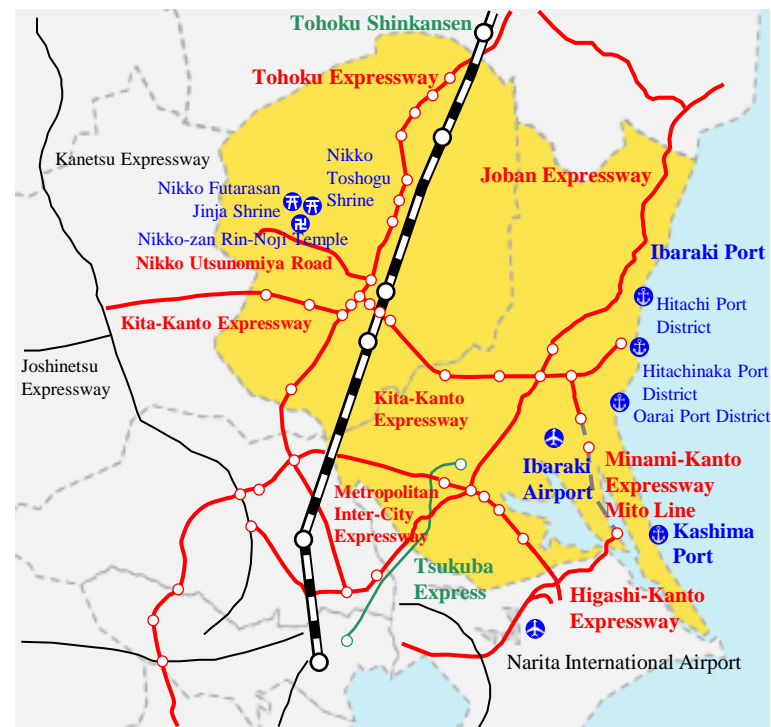 Tohoku Shinkansen
Tohoku Expressway
Kanetsu Expressway
Nikko
Toshogu
Shrine
Nikko Futarasan
Jinja Shrine
Nikko-zan Rin-Noji Temple
Nikko Utsunomiya Road
Joban Expressway
Ibaraki Port
Hitachi Port
District
Kita-Kanto Expressway
Joshinetsu
Expressway
Hitachinaka Port
District
Oarai Port District
Kita-Kanto
Expressway
Ibaraki
Airport
Minami-Kanto
Expressway
Mito Line
Metropolitan
Inter-City
Expressway
Kashima
Port
Tsukuba
Express
Higashi-Kanto
Expressway
Narita International Airport